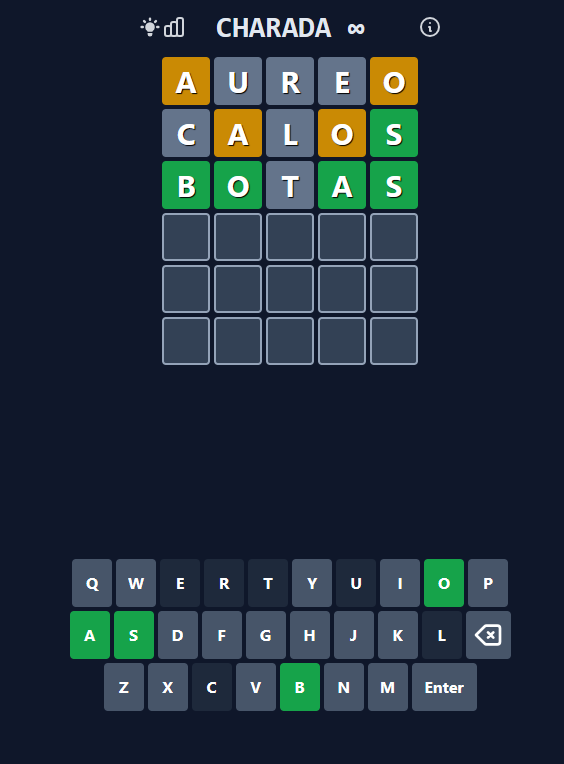 CHARADA ∞
A U R E O
C A L O S
B O T A S
Q W E R T Y U I O P
A S D F G H J K L
Z X C V B N M Enter